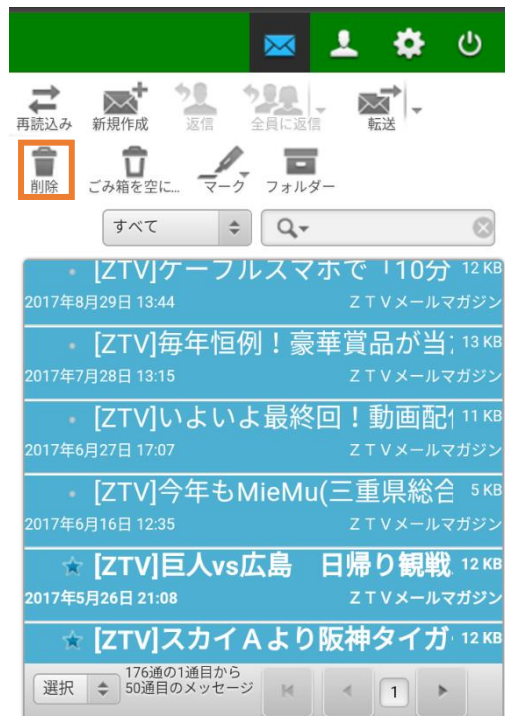 再読込み 新規作成 返信 全員に返信 転送
削除 ごみ箱を空に... マーク フォルダー
すべて
[ZTV]ケーブルスマホで「10分 12 KB
2017年8月29日 13:44 ZTVメールマガジン
[ZTV]毎年恒例！豪華賞品が当 13 KB
2017年7月28日 13:15 ZTVメールマガジン
[ZTV]いよいよ最終回！動画配 11 KB
2017年6月27日 17:07 ZTVメールマガジン
[ZTV]今年もMieMu(三重県総合 5 KB
2017年6月16日 12:35 ZTVメールマガジン
[ZTV]巨人vs広島　日帰り観戦 12 KB
2017年5月26日 21:08 ZTVメールマガジン
[ZTV]スカイAより阪神タイガ 12 KB
選択 176通の1通目から
50通目のメッセージ 1